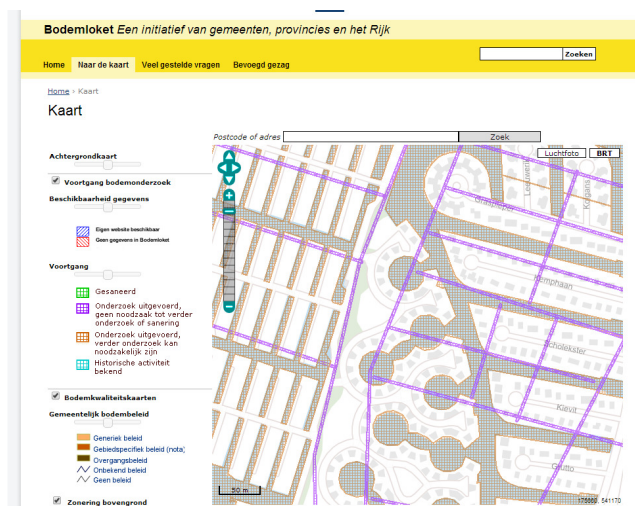 Bodemloket Een initiatief van gemeenten, provincies en het Rijk
Zoeken
Home Naar de kaart Veel gestelde vragen Bevoegd gezag
Home › Kaart
Kaart
Postcode of adres Zoek
Luchtfoto BRT
Achtergrondkaart
Voortgang bodemonderzoek
Beschikbaarheid gegevens
Eigen website beschikbaar
Geen gegevens in Bodemloket
Voortgang
Gesaneerd
Onderzoek uitgevoerd,
geen noodzaak tot verder
onderzoek of sanering
Onderzoek uitgevoerd,
verder onderzoek kan
noodzakelijk zijn
Historische activiteit
bekend
Bodemkwaliteitskaarten
Gemeentelijk bodembeleid
Generiek beleid
Gebiedspecifiek beleid (nota)
Overgangsbeleid
Onbekend beleid
Geen beleid
Zonering bovengrond
Scholekster
Kievit
Grutto
50 m
175660, 541170